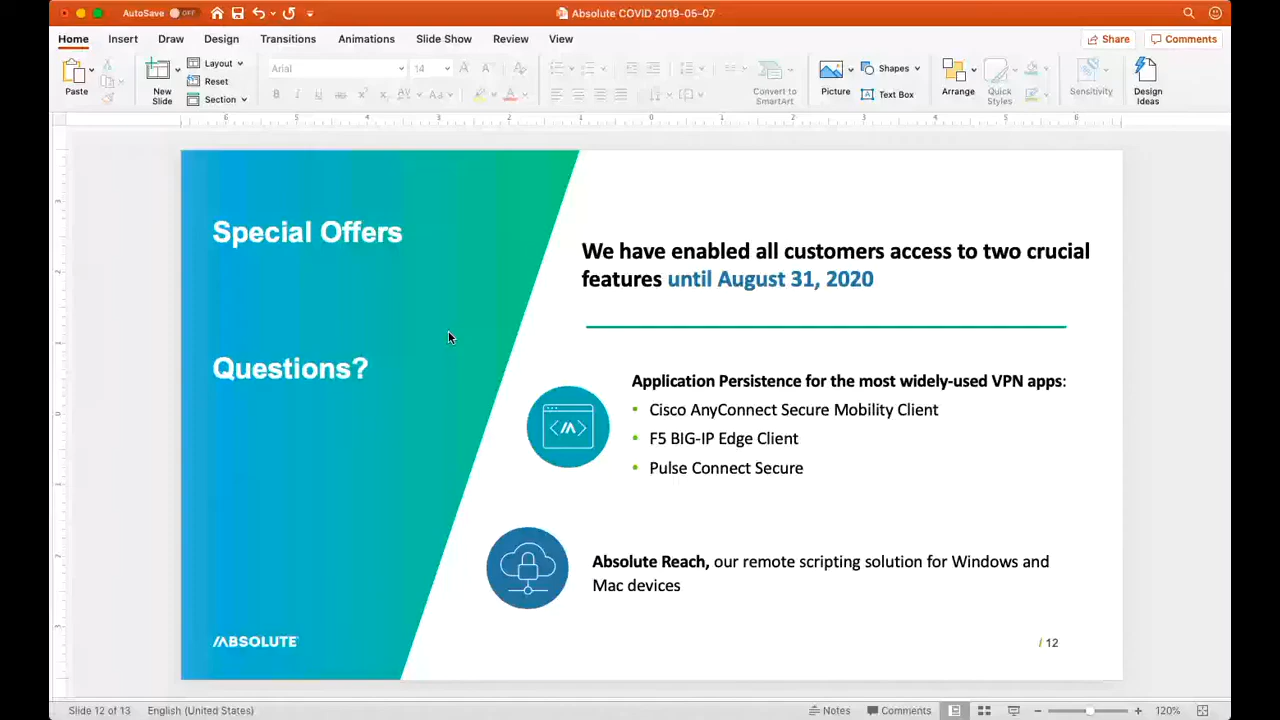 AutoSave OFF
Absolute COVID 2019-05-07
Home Insert Draw Design Transitions Animations Slide Show Review View Share Comments
Paste
New Slide
Layout
Reset
Section
Arial 14
Convert to SmartArt
Picture
Shapes
Text Box
Arrange
Quick Styles
Sensitivity
Design Ideas
Special Offers
Questions?
We have enabled all customers access to two crucial
features until August 31, 2020
Application Persistence for the most widely-used VPN apps:
• Cisco AnyConnect Secure Mobility Client
• F5 BIG-IP Edge Client
• Pulse Connect Secure
Absolute Reach, our remote scripting solution for Windows and
Mac devices
ABSOLUTE
/ 12
Slide 12 of 13 English (United States) Notes Comments 120%